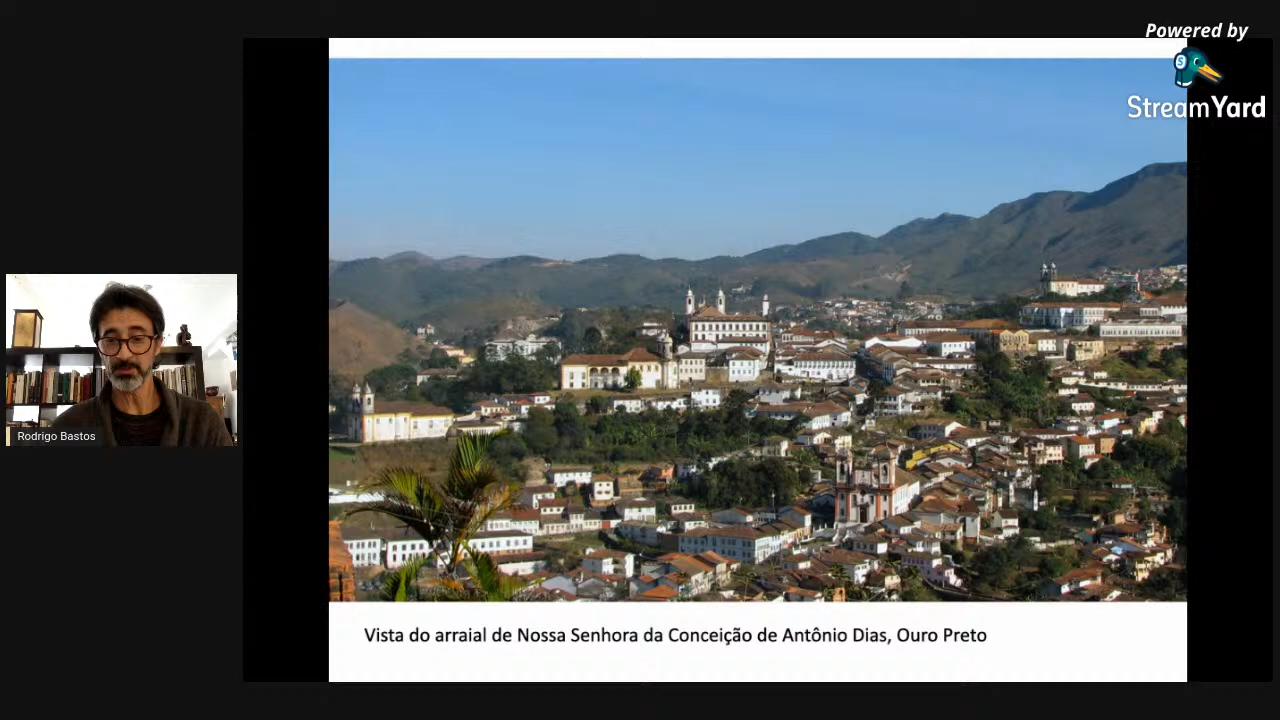 Powered by
StreamYard
Rodrigo Bastos
Vista do arraial de Nossa Senhora da Conceição de Antônio Dias, Ouro Preto